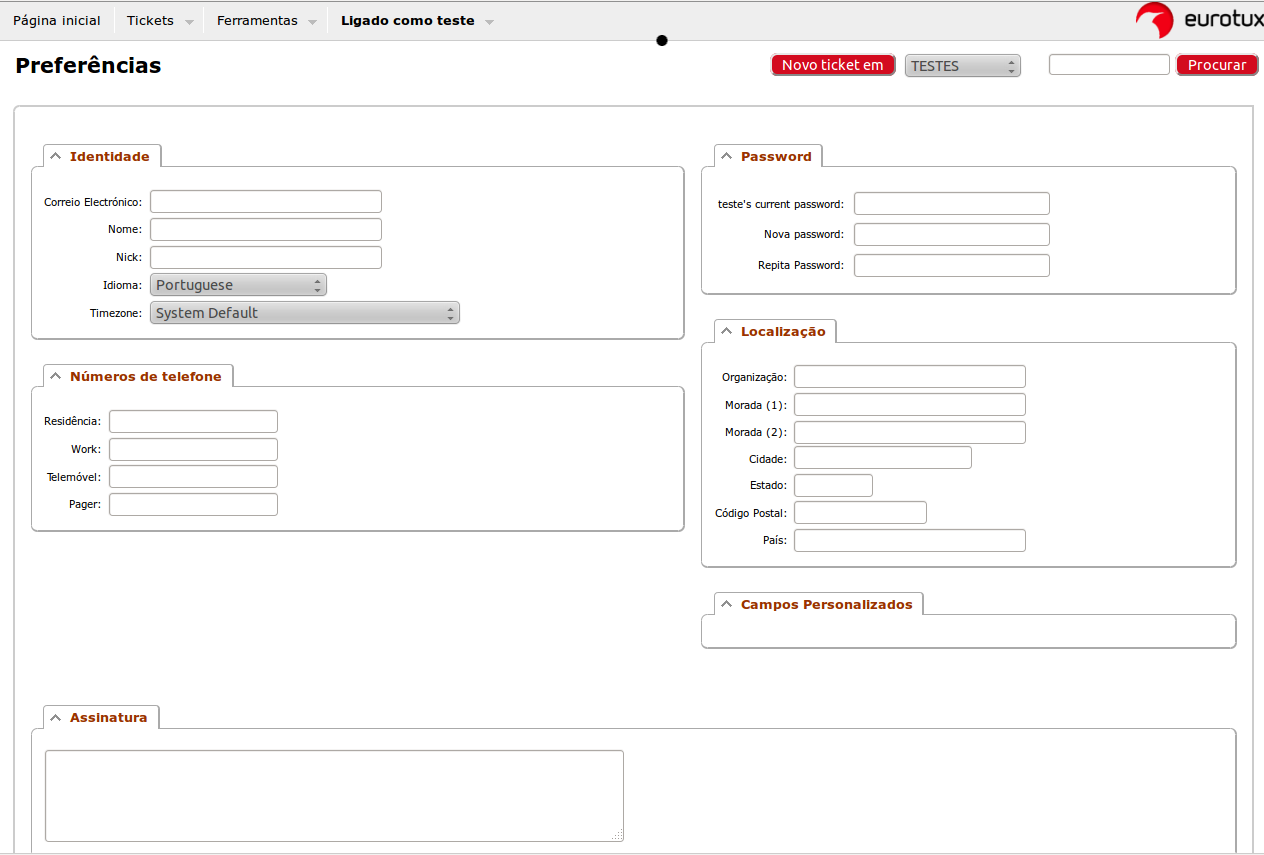 Página inicial Tickets Ferramentas Ligado como teste eurotux
Preferências Novo ticket em TESTES Procurar
Identidade
Correio Electrónico:
Nome:
Nick:
Idioma: Portuguese
Timezone: System Default
Números de telefone
Residência:
Work:
Telemóvel:
Pager:
Password
teste's current password:
Nova password:
Repita Password:
Localização
Organização:
Morada (1):
Morada (2):
Cidade:
Estado:
Código Postal:
País:
Campos Personalizados
Assinatura